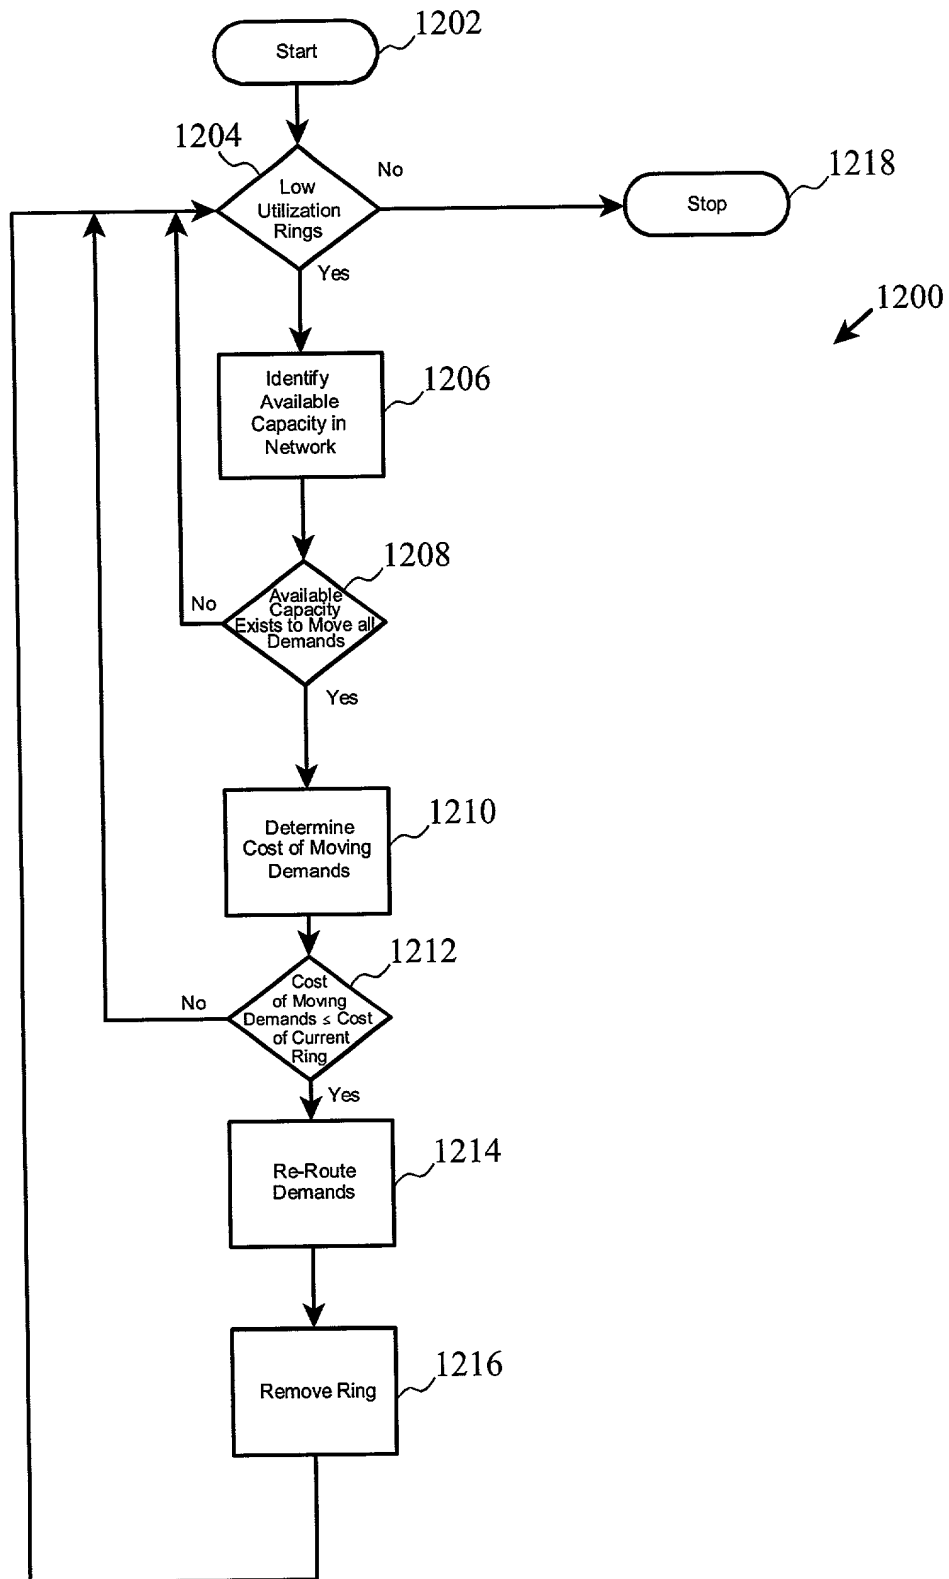 1202
Start
1204
Low
Utilization
Rings
No
1218
Stop
Yes
1200
Identify
Available
Capacity in
Network
1206
1208
Available
Capacity
Exists to Move all
Demands
No
Yes
1210
Determine
Cost of Moving
Demands
1212
Cost
of Moving
Demands ≤ Cost
of Current
Ring
No
Yes
1214
Re-Route
Demands
1216
Remove Ring